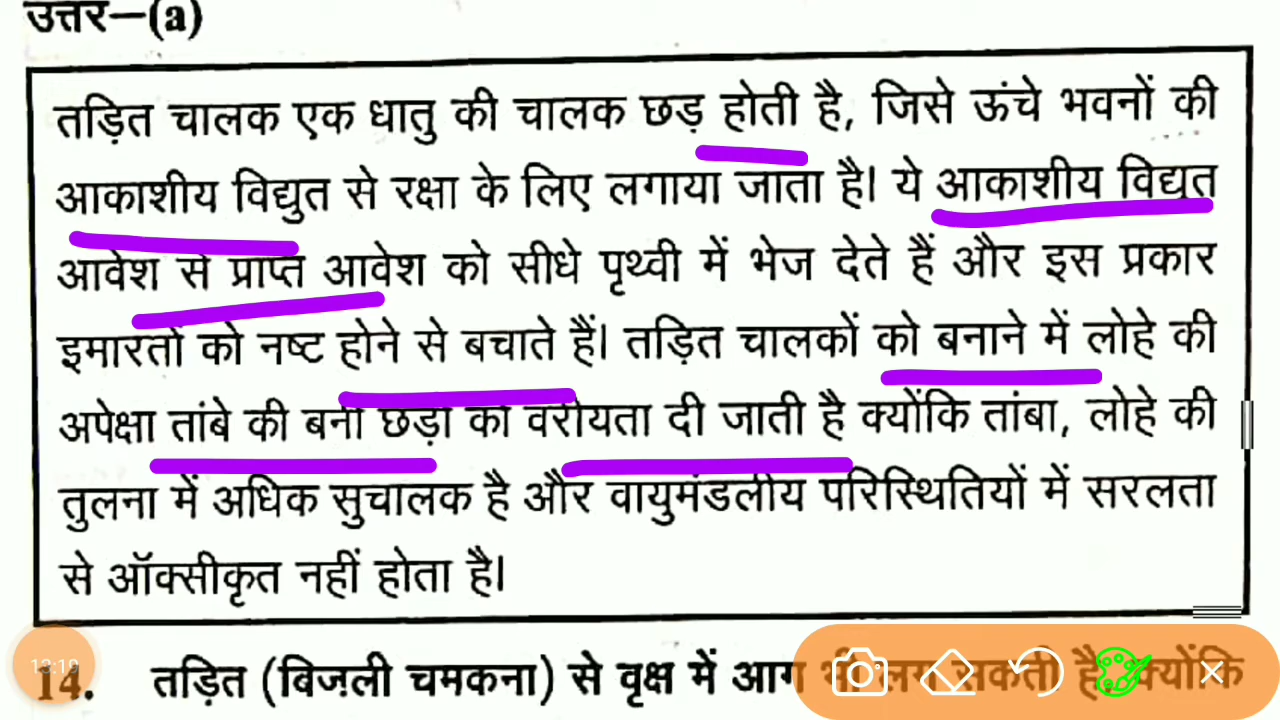 उत्तर—(a)
तड़ित चालक एक धातु की चालक छड़ होती है, जिसे ऊंचे भवनों की
आकाशीय विद्युत से रक्षा के लिए लगाया जाता है। ये आकाशीय विद्युत
आवेश से प्राप्त आवेश को सीधे पृथ्वी में भेज देते हैं और इस प्रकार
इमारतों को नष्ट होने से बचाते हैं। तड़ित चालकों को बनाने में लोहे की
अपेक्षा तांबे की बनी छड़ों को वरीयता दी जाती है क्योंकि तांबा, लोहे की
तुलना में अधिक सुचालक है और वायुमंडलीय परिस्थितियों में सरलता
से ऑक्सीकृत नहीं होता है।
14. तड़ित (बिजली चमकना) से वृक्ष में आग भी लग सकती है, क्योंकि